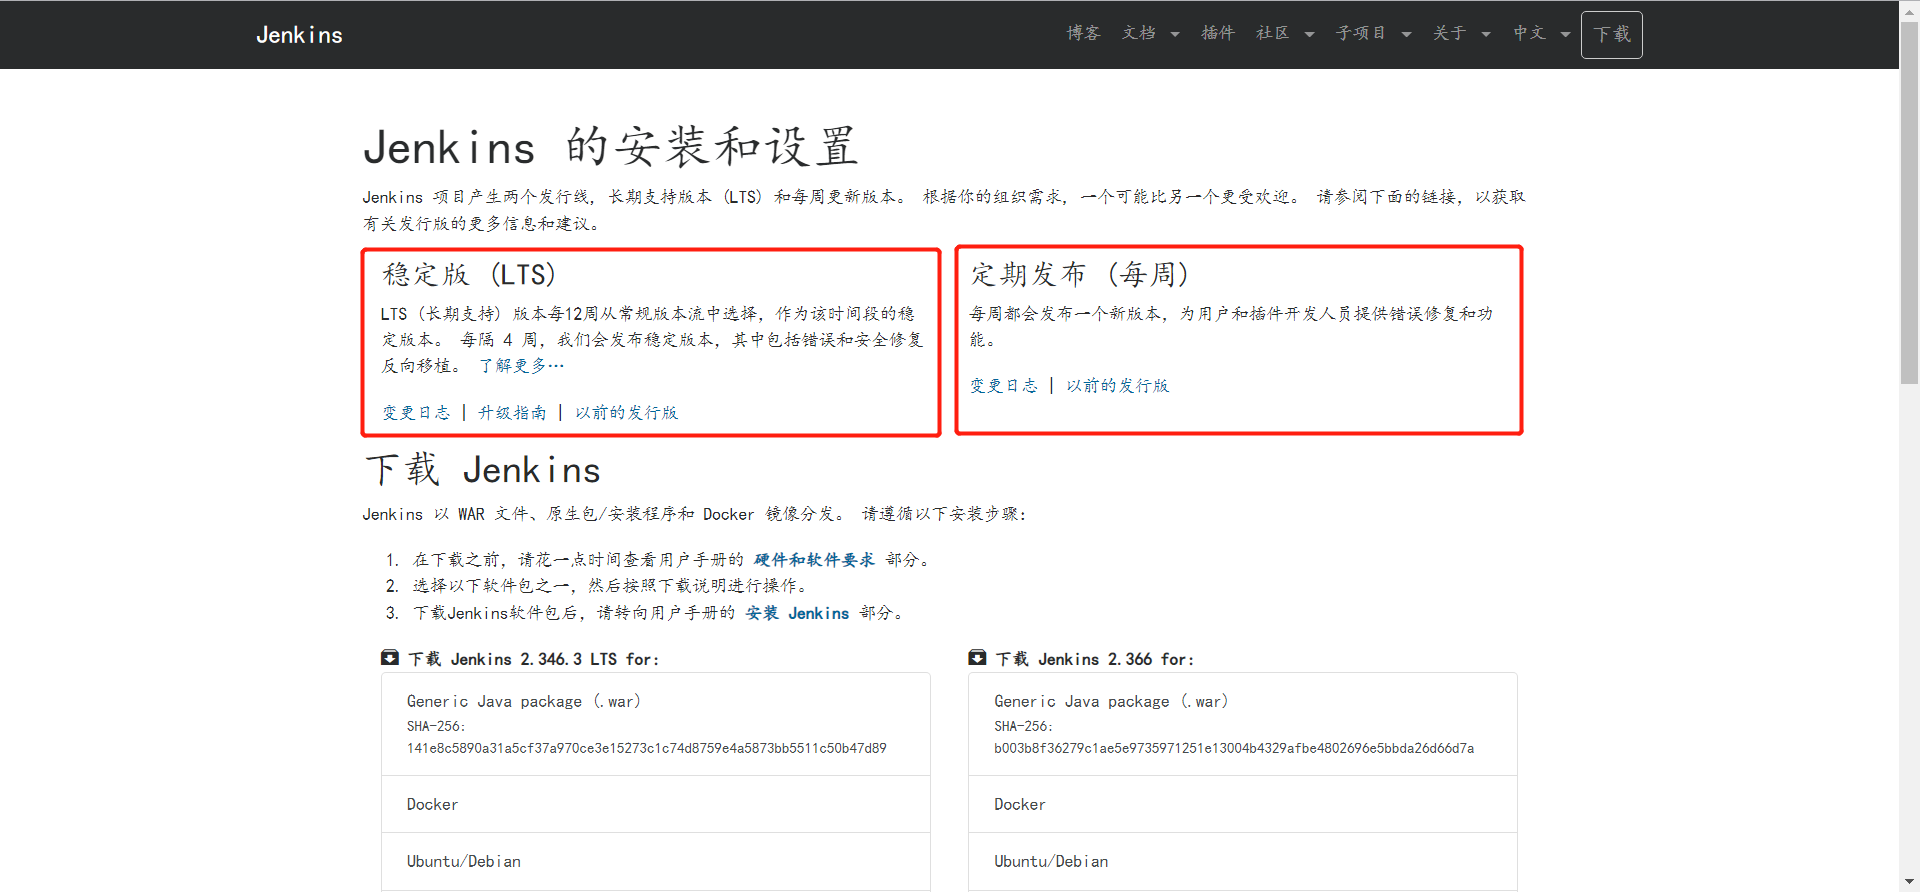 Jenkins
博客 文档 插件 社区 子项目 关于 中文 下载
Jenkins 的安装和设置
Jenkins 项目产生两个发行线, 长期支持版本 (LTS) 和每周更新版本。 根据你的组织需求, 一个可能比另一个更受欢迎。 请参阅下面的链接, 以获取
有关发行版的更多信息和建议。
稳定版 (LTS)
LTS (长期支持) 版本每12周从常规版本流中选择, 作为该时间段的稳
定版本。 每隔 4 周, 我们会发布稳定版本, 其中包括错误和安全修复
反向移植。 了解更多…
变更日志 | 升级指南 | 以前的发行版
定期发布 (每周)
每周都会发布一个新版本, 为用户和插件开发人员提供错误修复和功
能。
变更日志 | 以前的发行版
下载 Jenkins
Jenkins 以 WAR 文件、原生包/安装程序和 Docker 镜像分发。 请遵循以下安装步骤:
1. 在下载之前, 请花一点时间查看用户手册的 硬件和软件要求 部分。
2. 选择以下软件包之一, 然后按照下载说明进行操作。
3. 下载Jenkins软件包后, 请转向用户手册的 安装 Jenkins 部分。
下载 Jenkins 2.346.3 LTS for:
Generic Java package (.war)
SHA-256:
141e8c5890a31a5cf37a970ce3e15273c1c74d8759e4a5873bb5511c50b47d89
Docker
Ubuntu/Debian
下载 Jenkins 2.366 for:
Generic Java package (.war)
SHA-256:
b003b8f36279c1ae5e9735971251e13004b4329afbe4802696e5bbda26d66d7a
Docker
Ubuntu/Debian